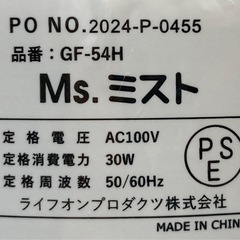 PO NO.2024-P-0455
品番：GF-54H
Ms.ミスト
定格電圧 AC100V
定格消費電力 30W
定格周波数 50/60Hz
PSE
ライフオンプロダクツ株式会社
MADE IN CHINA